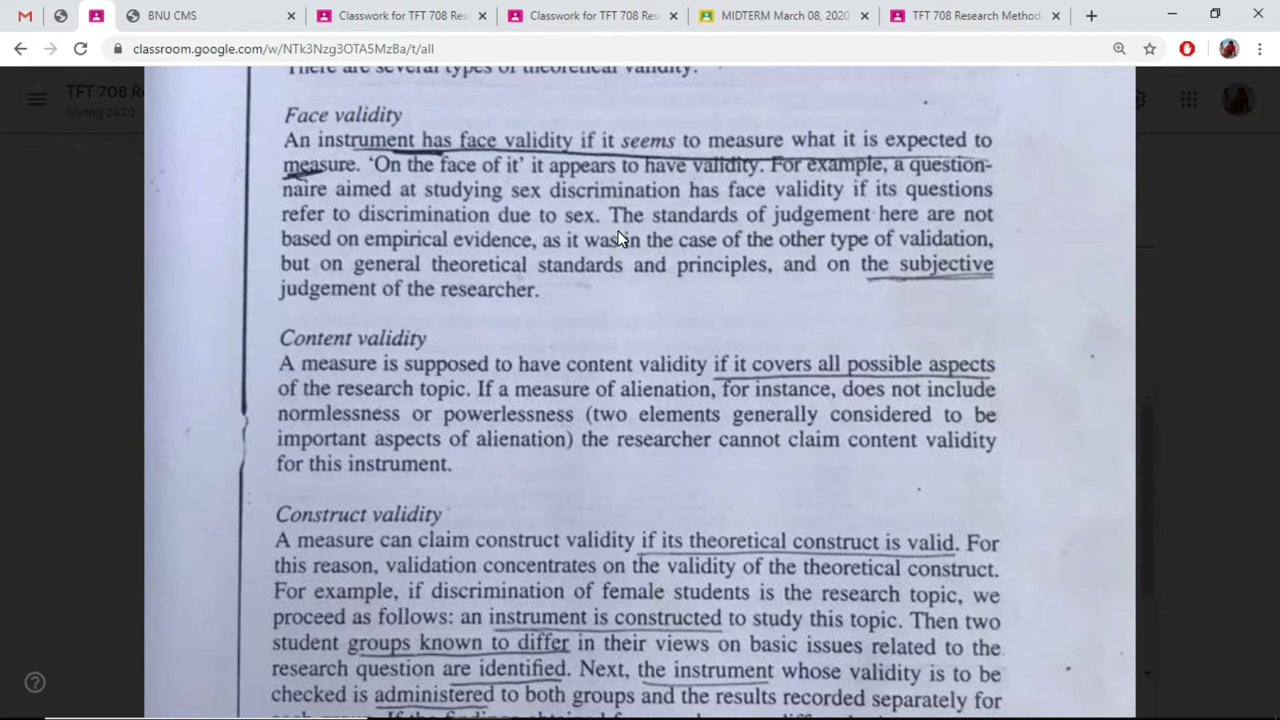 BNU CMS
Classwork for TFT 708 Res
Classwork for TFT 708 Res
MIDTERM March 08, 2020
TFT 708 Research Method
classroom.google.com/w/NTk3Nzg3OTA5MzBa/t/all
TFT 708 R
Spring 2020
There are several types of theoretical validity.
Face validity
An instrument has face validity if it seems to measure what it is expected to
measure. ‘On the face of it’ it appears to have validity. For example, a question-
naire aimed at studying sex discrimination has face validity if its questions
refer to discrimination due to sex. The standards of judgement here are not
based on empirical evidence, as it was in the case of the other type of validation,
but on general theoretical standards and principles, and on the subjective
judgement of the researcher.
Content validity
A measure is supposed to have content validity if it covers all possible aspects
of the research topic. If a measure of alienation, for instance, does not include
normlessness or powerlessness (two elements generally considered to be
important aspects of alienation) the researcher cannot claim content validity
for this instrument.
Construct validity
A measure can claim construct validity if its theoretical construct is valid. For
this reason, validation concentrates on the validity of the theoretical construct.
For example, if discrimination of female students is the research topic, we
proceed as follows: an instrument is constructed to study this topic. Then two
student groups known to differ in their views on basic issues related to the
research question are identified. Next, the instrument whose validity is to be
checked is administered to both groups and the results recorded separately for